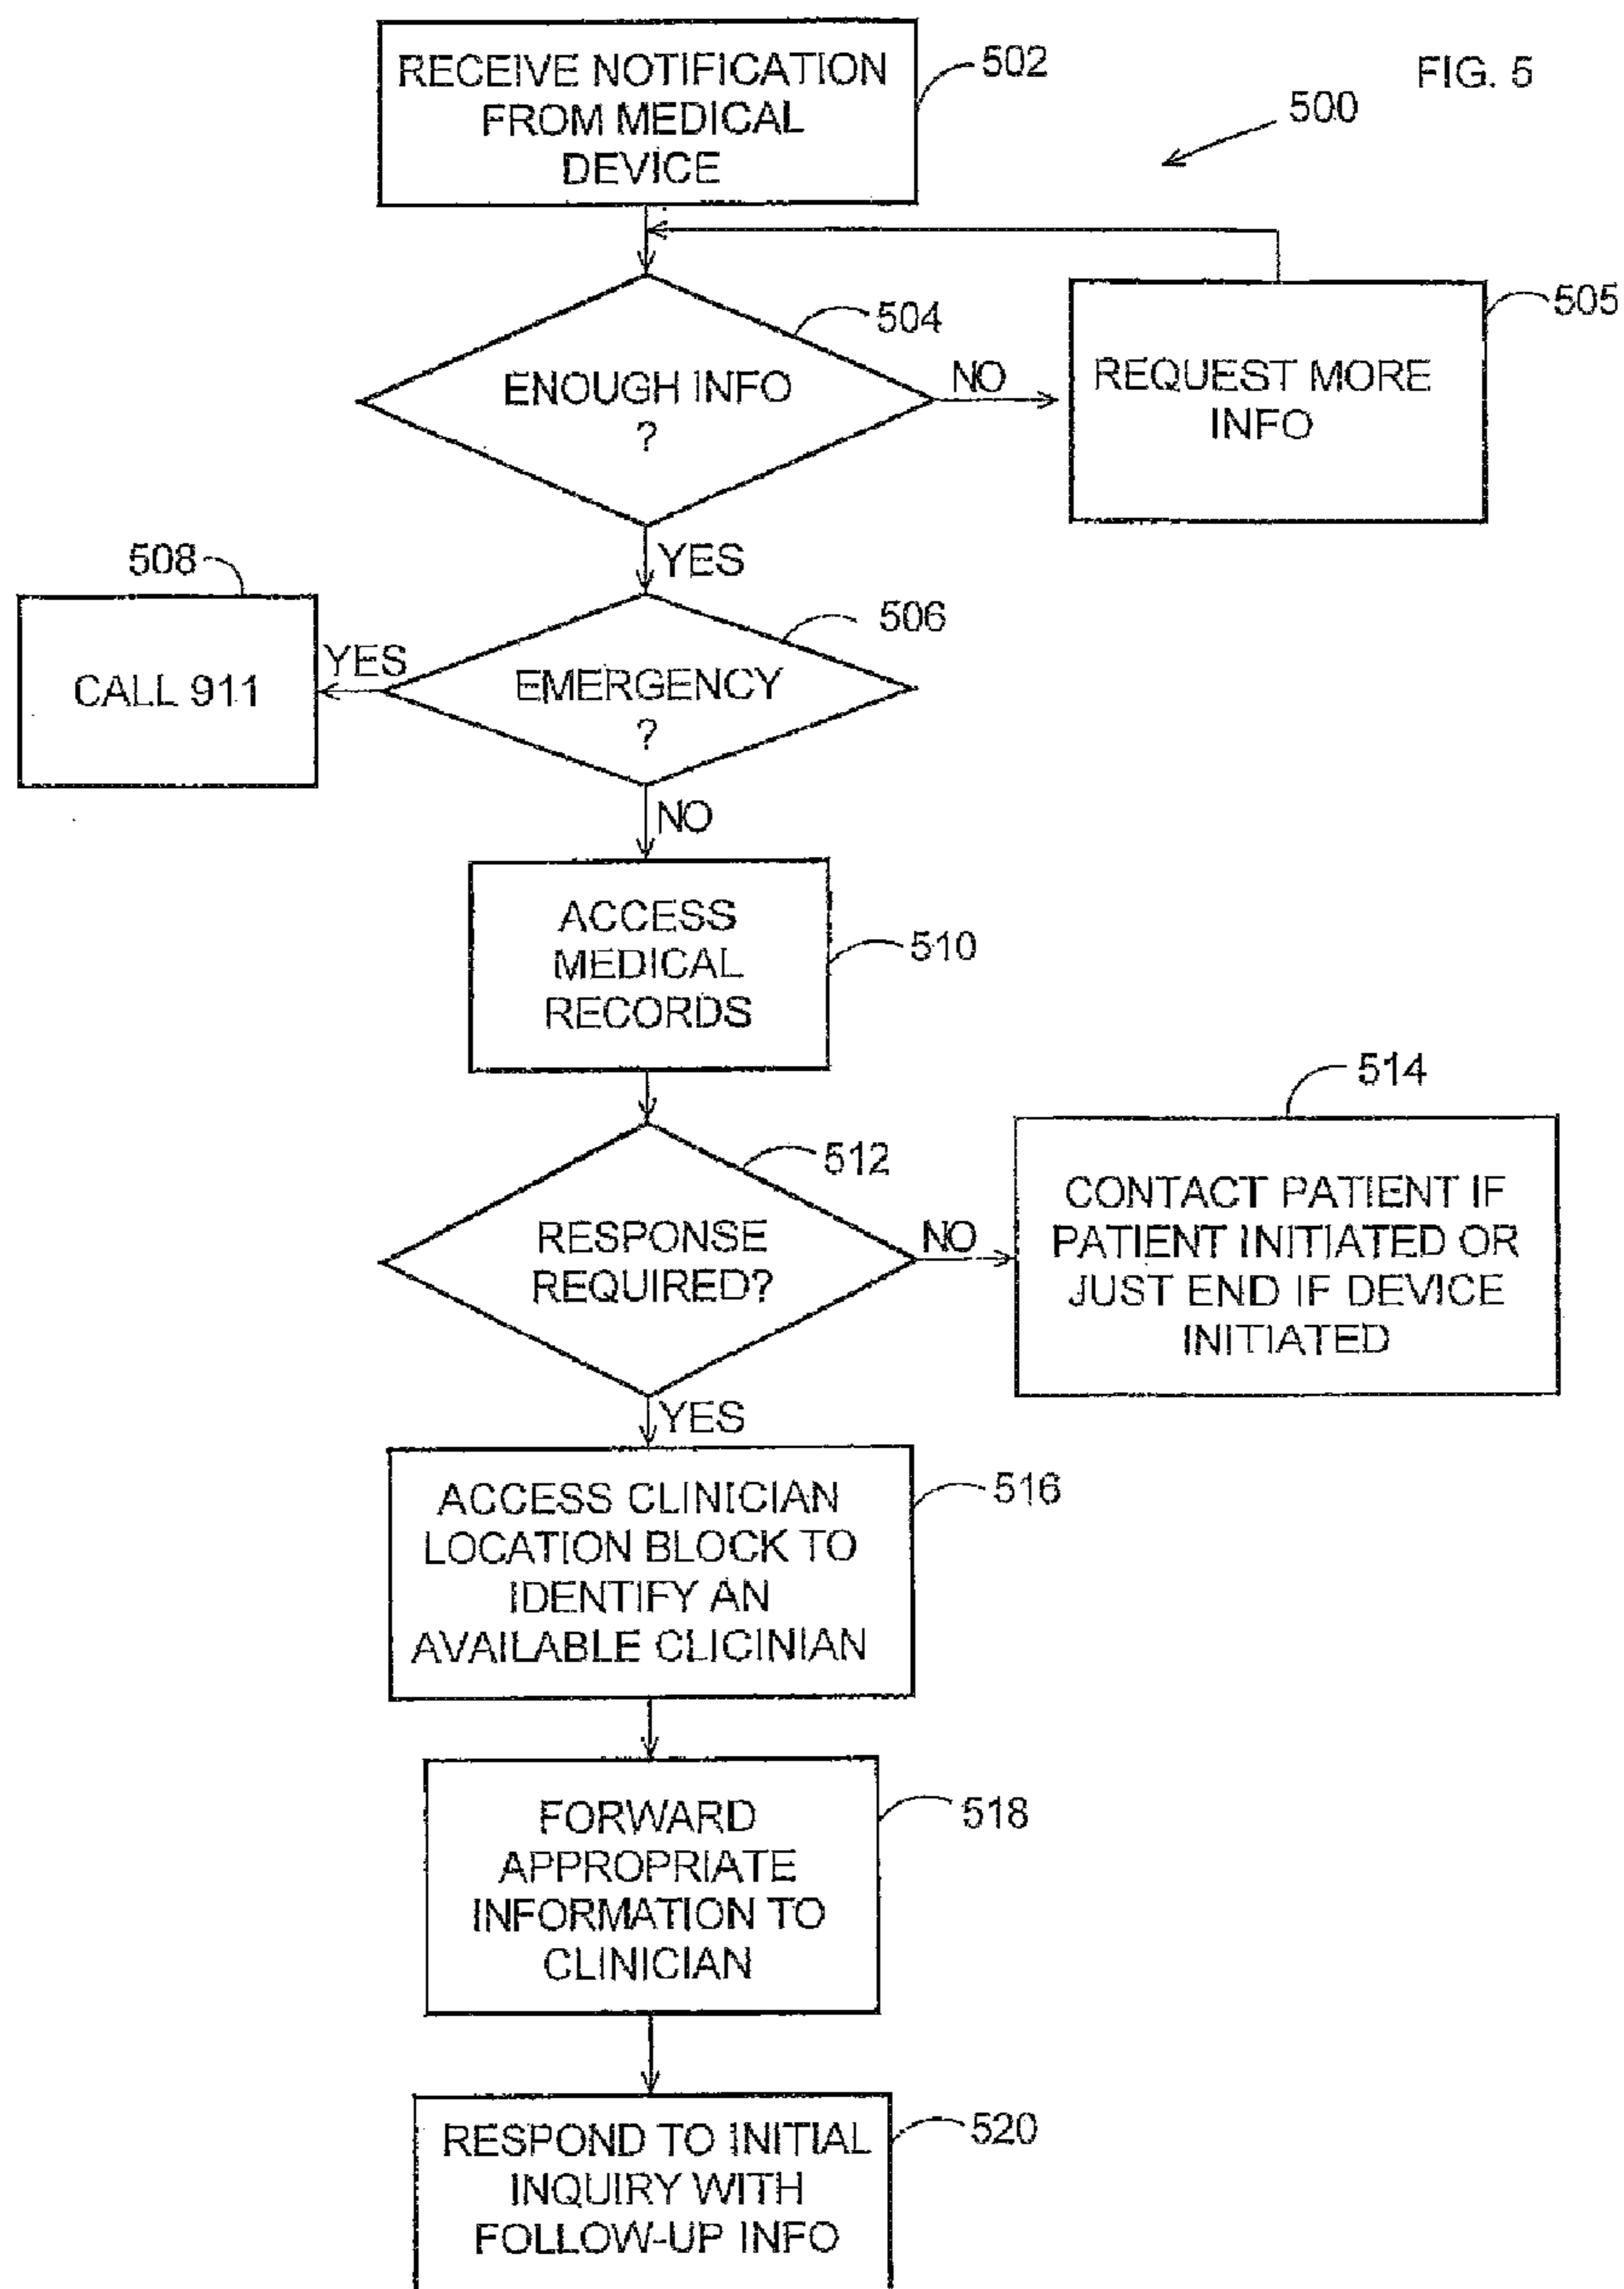 FIG. 5
500
RECEIVE NOTIFICATION
FROM MEDICAL
DEVICE
502
ENOUGH INFO
?
504
NO
REQUEST MORE
INFO
505
YES
EMERGENCY
?
506
YES
CALL 911
508
NO
ACCESS
MEDICAL
RECORDS
510
RESPONSE
REQUIRED?
512
NO
CONTACT PATIENT IF
PATIENT INITIATED OR
JUST END IF DEVICE
INITIATED
514
YES
ACCESS CLINICIAN
LOCATION BLOCK TO
IDENTIFY AN
AVAILABLE CLICINIAN
516
FORWARD
APPROPRIATE
INFORMATION TO
CLINICIAN
518
RESPOND TO INITIAL
INQUIRY WITH
FOLLOW-UP INFO
520